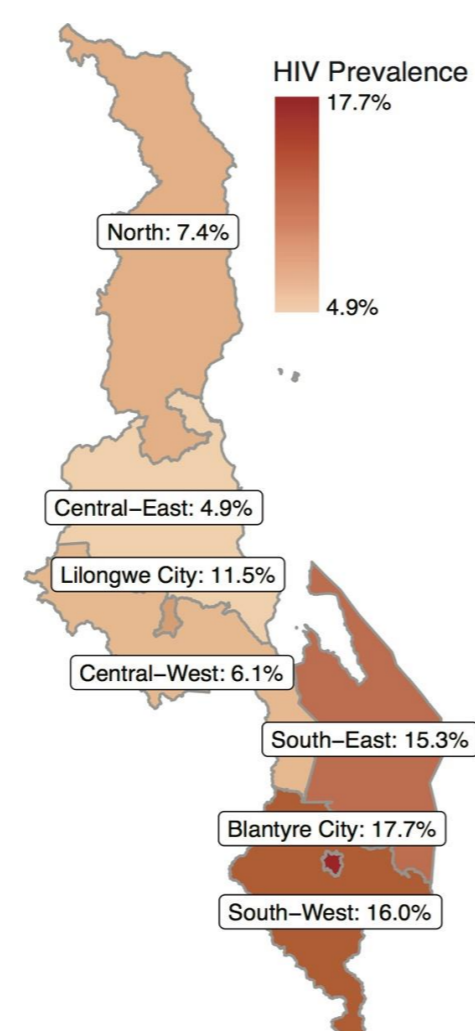 HIV Prevalence
17.7%
4.9%
North: 7.4%
Central–East: 4.9%
Lilongwe City: 11.5%
Central–West: 6.1%
South–East: 15.3%
Blantyre City: 17.7%
South–West: 16.0%